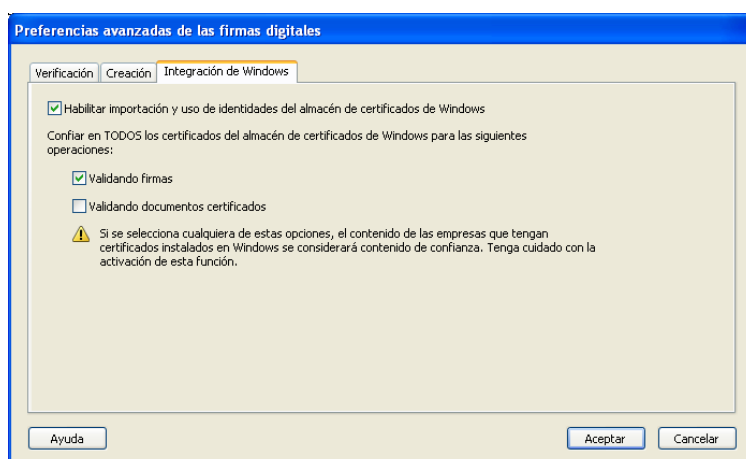 Preferencias avanzadas de las firmas digitales
Verificación Creación Integración de Windows
Habilitar importación y uso de identidades del almacén de certificados de Windows
Confiar en TODOS los certificados del almacén de certificados de Windows para las siguientes
operaciones:
Validando firmas
Validando documentos certificados
Si se selecciona cualquiera de estas opciones, el contenido de las empresas que tengan
certificados instalados en Windows se considerará contenido de confianza. Tenga cuidado con la
activación de esta función.
Ayuda Aceptar Cancelar